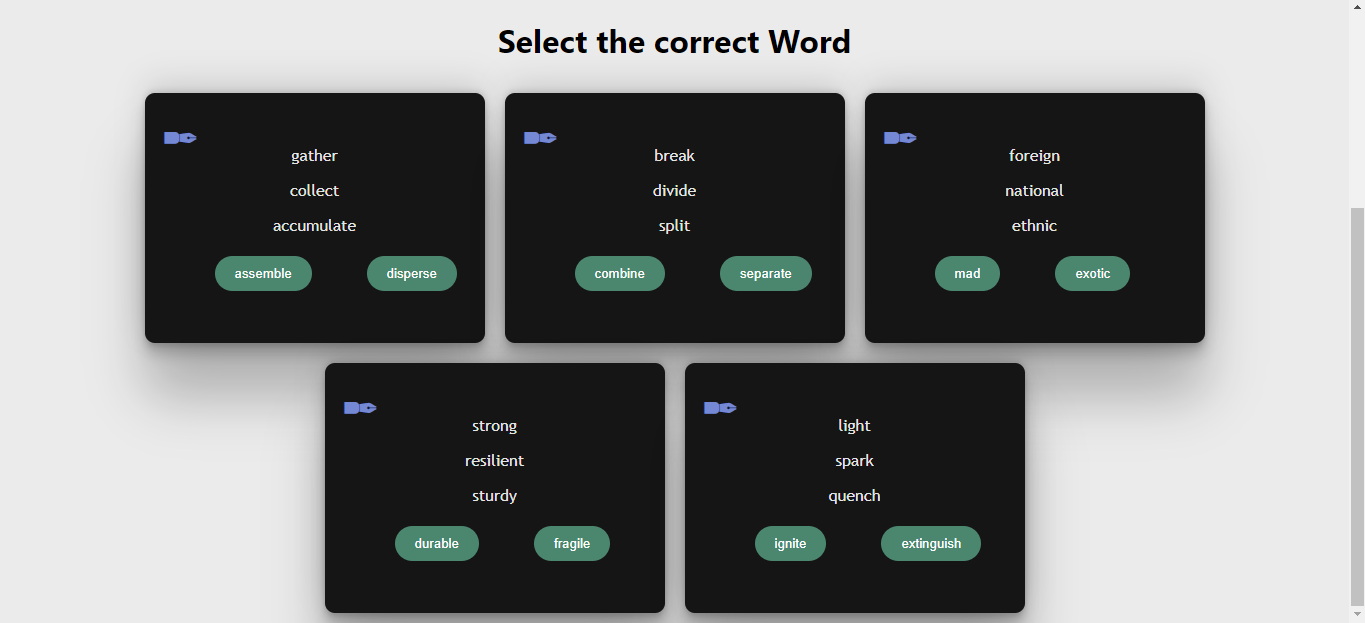 Select the correct Word
gather
collect
accumulate
assemble disperse
break
divide
split
combine separate
foreign
national
ethnic
mad exotic
strong
resilient
sturdy
durable fragile
light
spark
quench
ignite extinguish